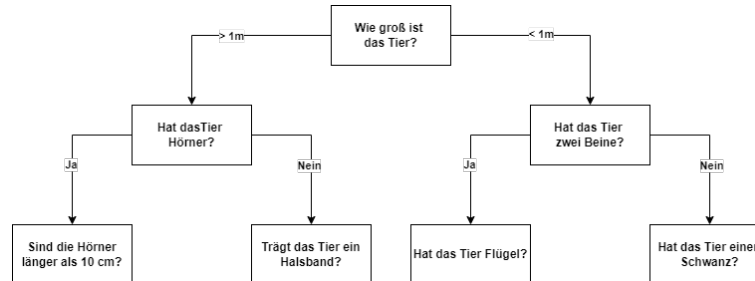 Wie groß ist
das Tier?
> 1m
< 1m
Hat dasTier
Hörner?
Hat das Tier
zwei Beine?
Ja
Nein
Ja
Nein
Sind die Hörner
länger als 10 cm?
Trägt das Tier ein
Halsband?
Hat das Tier Flügel?
Hat das Tier einen
Schwanz?